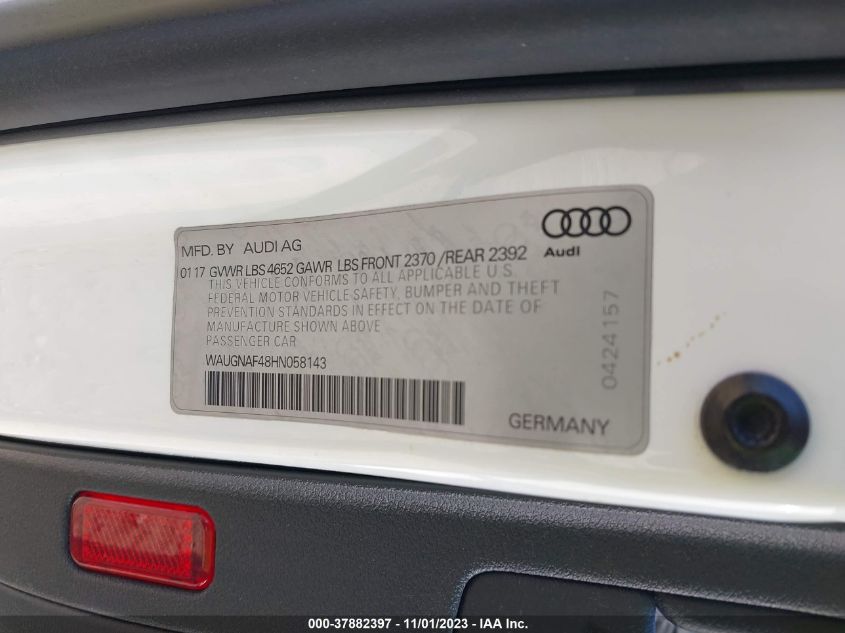 MFD. BY AUDI AG
Audi
01 17 GVWR LBS 4652 GAWR LBS FRONT 2370 /REAR 2392
THIS VEHICLE CONFORMS TO ALL APPLICABLE U.S.
FEDERAL MOTOR VEHICLE SAFETY, BUMPER AND THEFT
PREVENTION STANDARDS IN EFFECT ON THE DATE OF
MANUFACTURE SHOWN ABOVE
PASSENGER CAR
WAUGNAF48HN058143
0424157
GERMANY
000-37882397 - 11/01/2023 - IAAI Inc.